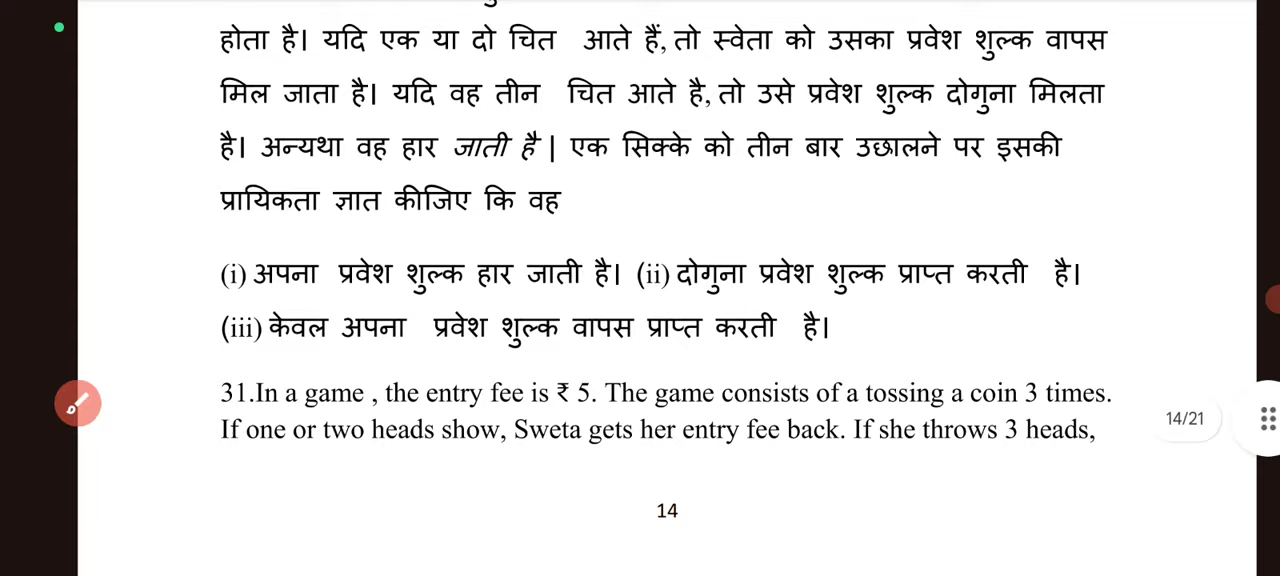 होता है। यदि एक या दो चित आते हैं, तो स्वेता को उसका प्रवेश शुल्क वापस
मिल जाता है। यदि वह तीन चित आते है, तो उसे प्रवेश शुल्क दोगुना मिलता
है। अन्यथा वह हार जाती है | एक सिक्के को तीन बार उछालने पर इसकी
प्रायिकता ज्ञात कीजिए कि वह
(i) अपना प्रवेश शुल्क हार जाती है। (ii) दोगुना प्रवेश शुल्क प्राप्त करती है।
(iii) केवल अपना प्रवेश शुल्क वापस प्राप्त करती है।
31.In a game , the entry fee is ₹ 5. The game consists of a tossing a coin 3 times.
If one or two heads show, Sweta gets her entry fee back. If she throws 3 heads,
14/21
14